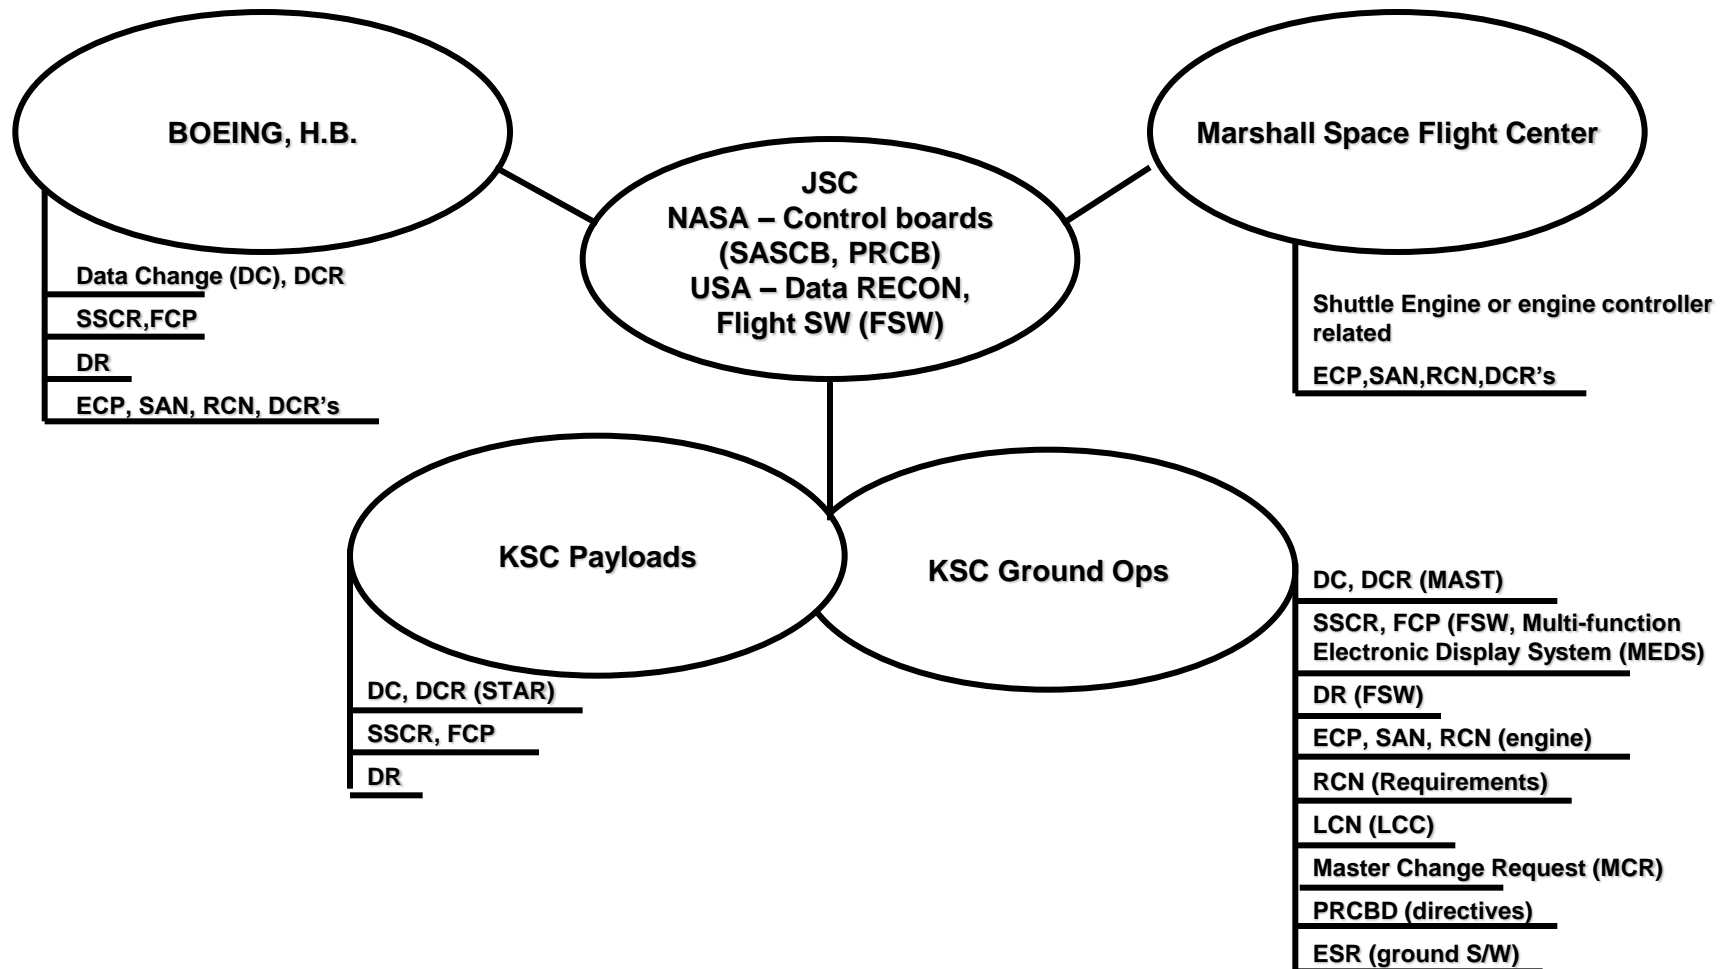 BOEING, H.B.
Marshall Space Flight Center
JSC
NASA – Control boards
(SASCB, PRCB)
USA – Data RECON,
Flight SW (FSW)
Data Change (DC), DCR
SSCR,FCP
DR
ECP, SAN, RCN, DCR’s
Shuttle Engine or engine controller
related
ECP,SAN,RCN,DCR’s
KSC Payloads
KSC Ground Ops
DC, DCR (STAR)
SSCR, FCP
DR
DC, DCR (MAST)
SSCR, FCP (FSW, Multi-function
Electronic Display System (MEDS)
DR (FSW)
ECP, SAN, RCN (engine)
RCN (Requirements)
LCN (LCC)
Master Change Request (MCR)
PRCBD (directives)
ESR (ground S/W)